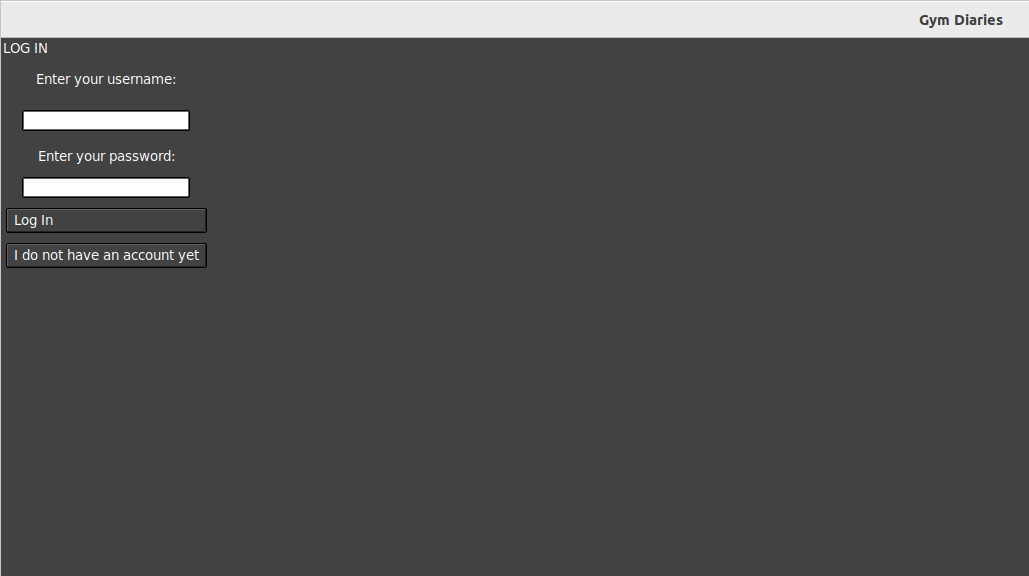 Gym Diaries
LOG IN
Enter your username:
Enter your password:
Log In
I do not have an account yet